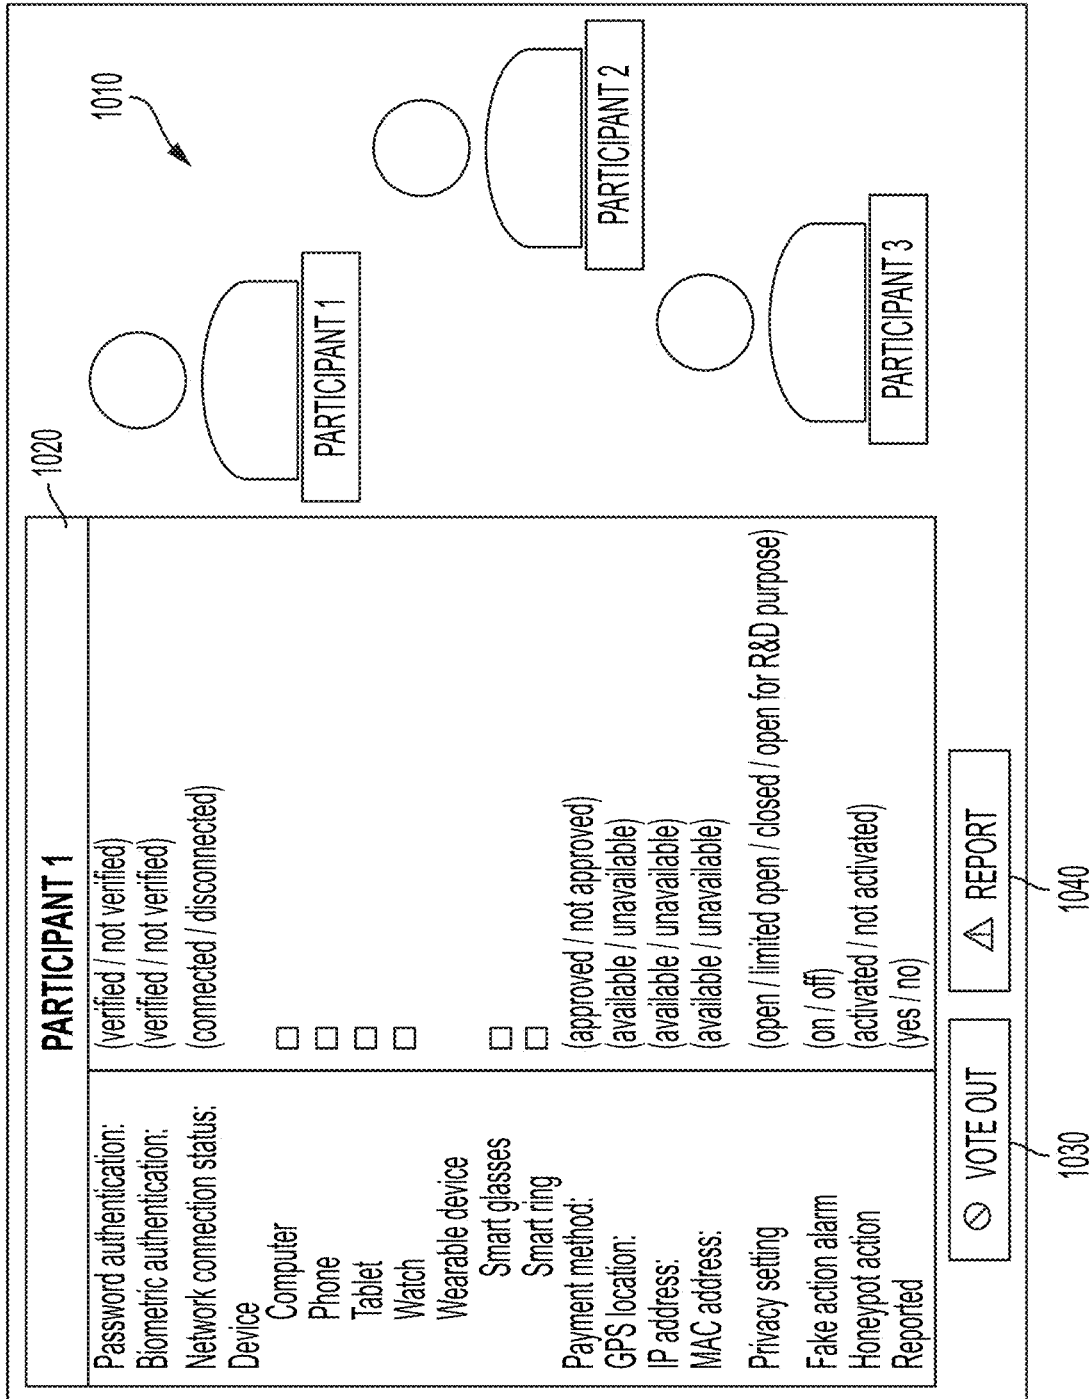 PARTICIPANT 1
1020
Password authentication: (verified / not verified)
Biometric authentication: (verified / not verified)
Network connection status: (connected / disconnected)
Device
Computer
Phone
Tablet
Watch
Wearable device
Smart glasses
Smart ring
Payment method: (approved / not approved)
GPS location: (available / unavailable)
IP address: (available / unavailable)
MAC address: (available / unavailable)
Privacy setting (open / limited open / closed / open for R&D purpose)
Fake action alarm (on / off)
Honeypot action (activated / not activated)
Reported (yes / no)
VOTE OUT
REPORT
1030
1040
1010
PARTICIPANT 1
PARTICIPANT 2
PARTICIPANT 3